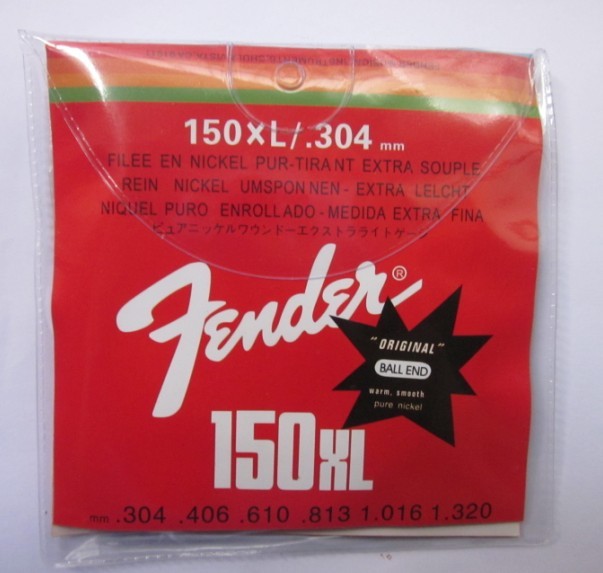 150XL/.304 mm
FILEE EN NICKEL PUR-TIRANT EXTRA SOUPLE
REIN NICKEL UMSPONNEN - EXTRA LELCHT
NIQUEL PURO ENROLLADO - MEDIDA EXTRA FINA
ピュアニッケルワウンドーエクストラライトゲージ
Fender®
"ORIGINAL"
BALL END
warm, smooth
pure nickel
150XL
mm .304 .406 .610 .813 1.016 1.320